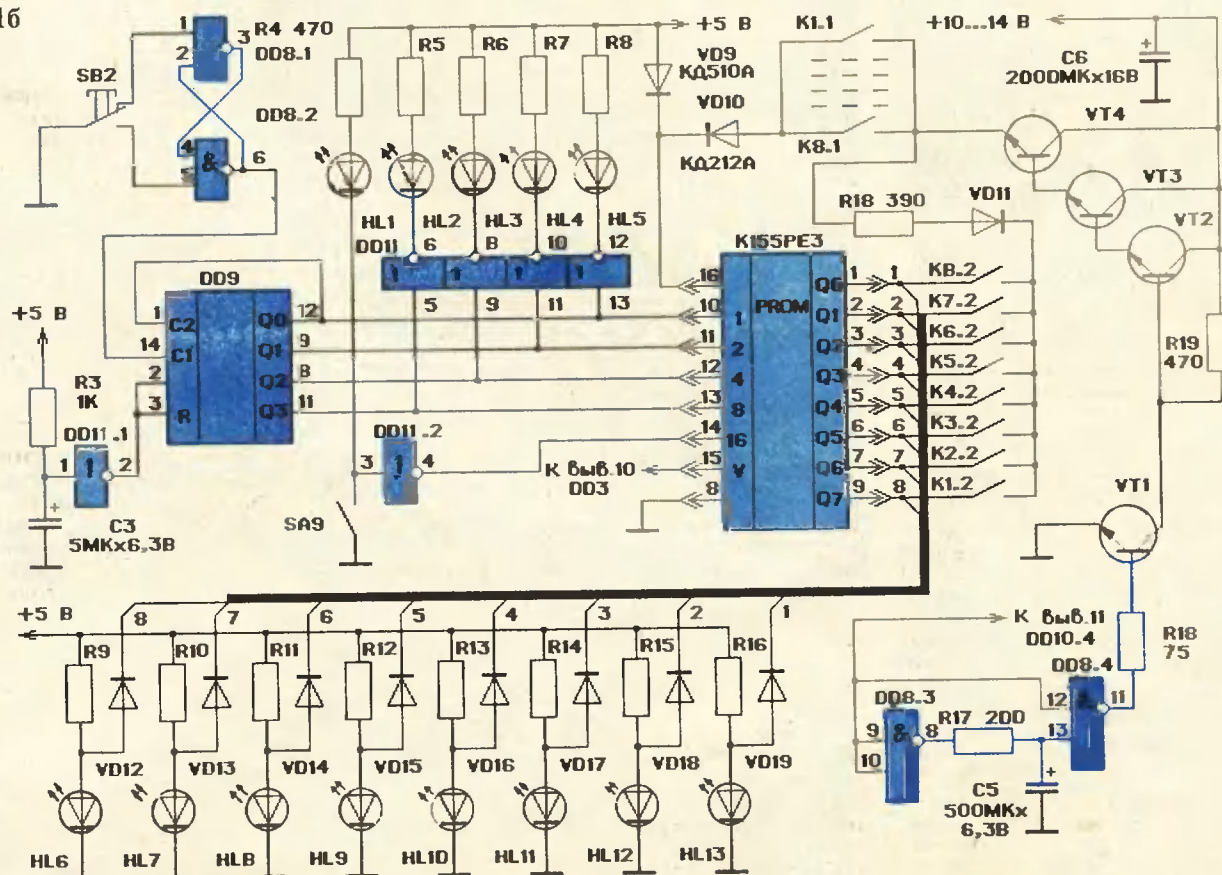 1б
1
2
3
R4 470
DD8.1
SB2
DD8.2
4
5
&
6
R5
R6
R7
R8
+5 В
VD9
КД510А
VD10
КД212А
K1.1
K8.1
+10...14 В
+
C6
2000МКх16В
VT4
VT3
VT2
R18 390
VD11
R19
470
HL1
HL2
HL3
HL4
HL5
DD11
6
8
10
12
1
1
1
1
5
9
11
13
DD9
1
C2
14
C1
2
3
R
Q0
12
Q1
9
Q2
8
Q3
11
+5 В
R3
1К
DD11.1
1
1
2
+
C3
5МКх6,3В
DD11.2
3
1
4
SA9
К выв.10
DD3
К155РЕ3
PROM
16
10
1
11
2
12
4
13
8
14
16
15
V
8
Q6
1
1
K8.2
Q1
2
2
K7.2
Q2
3
3
K6.2
Q3
4
4
K5.2
Q4
5
5
K4.2
Q5
6
6
K3.2
Q6
7
7
K2.2
Q7
9
8
K1.2
VT1
+5 В
8
7
6
5
4
3
2
1
R9
R10
R11
R12
R13
R14
R15
R16
VD12
VD13
VD14
VD15
VD16
VD17
VD18
VD19
HL6
HL7
HL8
HL9
HL10
HL11
HL12
HL13
К выв.11
DD10.4
R18
75
DD8.4
12
13
&
11
DD8.3
9
10
&
8
R17 200
+
C5
500МКх
6,3В